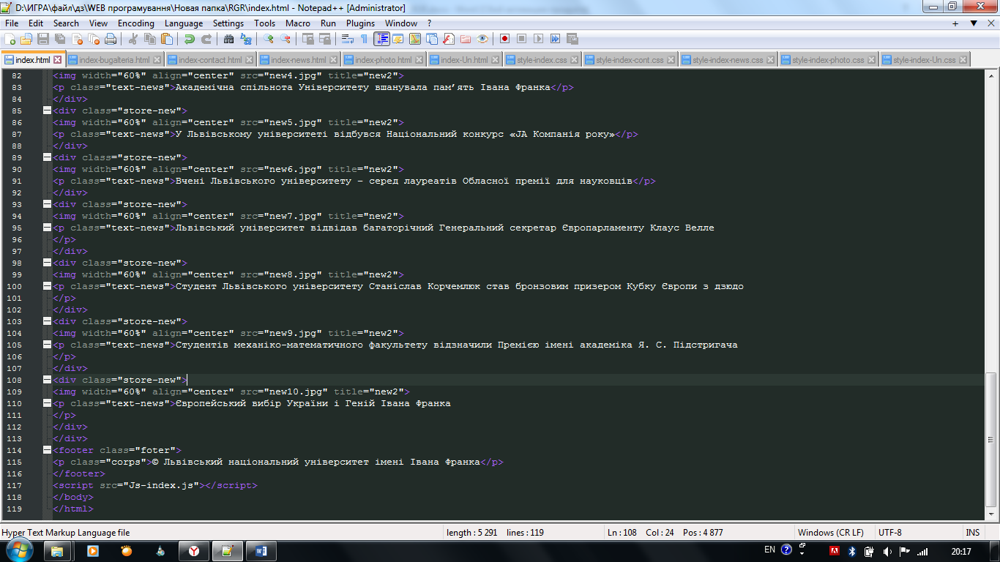 D:\ИГРА\файл\дз\WEB програмування\Новая папка\RGR\index.html - Notepad++ [Administrator]
File Edit Search View Encoding Language Settings Tools Macro Run Plugins Window ? + ▼ X
index.html index-bugalteria.html index-contact.html index-news.html index-photo.html index-Un.html style-index.css style-index-cont.css style-index-news.css style-index-photo.css style-index-Un.css
82 <img width="60%" align="center" src="new4.jpg" title="new2">
83 <p class="text-news">Академічна спільнота Університету вшанувала пам’ять Івана Франка</p>
84 </div>
85 <div class="store-new">
86 <img width="60%" align="center" src="new5.jpg" title="new2">
87 <p class="text-news">У Львівському університеті відбувся Національний конкурс «JA Компанія року»</p>
88 </div>
89 <div class="store-new">
90 <img width="60%" align="center" src="new6.jpg" title="new2">
91 <p class="text-news">Вчені Львівського університету – серед лауреатів Обласної премії для науковців</p>
92 </div>
93 <div class="store-new">
94 <img width="60%" align="center" src="new7.jpg" title="new2">
95 <p class="text-news">Львівський університет відвідав багаторічний Генеральний секретар Європарламенту Клаус Велле
96 </p>
97 </div>
98 <div class="store-new">
99 <img width="60%" align="center" src="new8.jpg" title="new2">
100 <p class="text-news">Студент Львівського університету Станіслав Корчемлюк став бронзовим призером Кубку Європи з дзюдо
101 </p>
102 </div>
103 <div class="store-new">
104 <img width="60%" align="center" src="new9.jpg" title="new2">
105 <p class="text-news">Студентів механіко-математичного факультету відзначили Премією імені академіка Я. С. Підстригача
106 </p>
107 </div>
108 <div class="store-new">
109 <img width="60%" align="center" src="new10.jpg" title="new2">
110 <p class="text-news">Європейський вибір України і Геній Івана Франка
111 </p>
112 </div>
113 </div>
114 <footer class="foter">
115 <p class="corps">© Львівський національний університет імені Івана Франка</p>
116 </footer>
117 <script src="Js-index.js"></script>
118 </body>
119 </html>
Hyper Text Markup Language file length : 5 291 lines : 119 Ln : 108 Col : 24 Pos : 4 877 Windows (CR LF) UTF-8 INS
EN 20:17